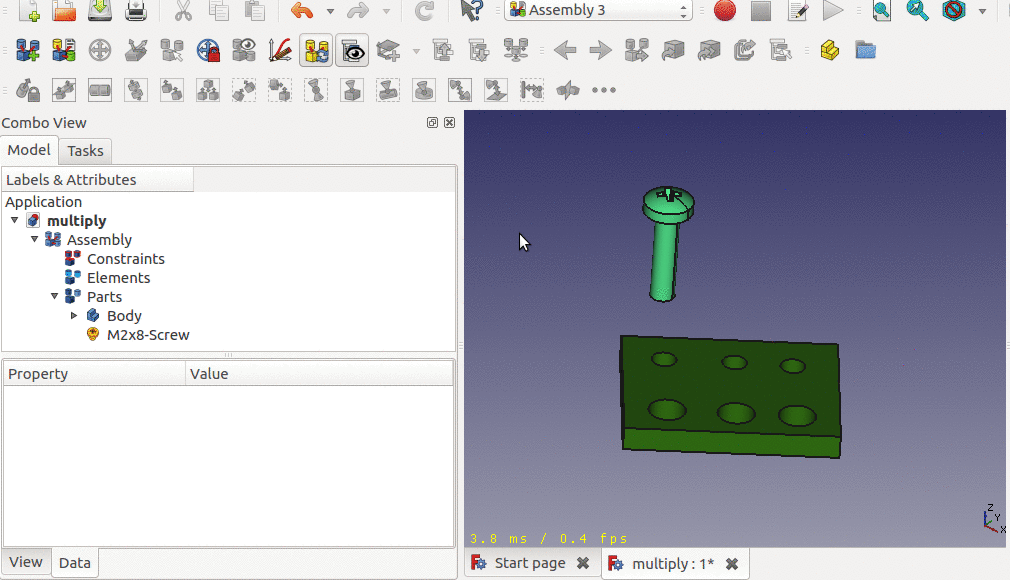 Assembly 3
Combo View
Model Tasks
Labels & Attributes
Application
multiply
Assembly
Constraints
Elements
Parts
Body
M2x8-Screw
Property Value
View Data
3.8 ms / 0.4 fps
Z
Y
X
Start page multiply : 1*